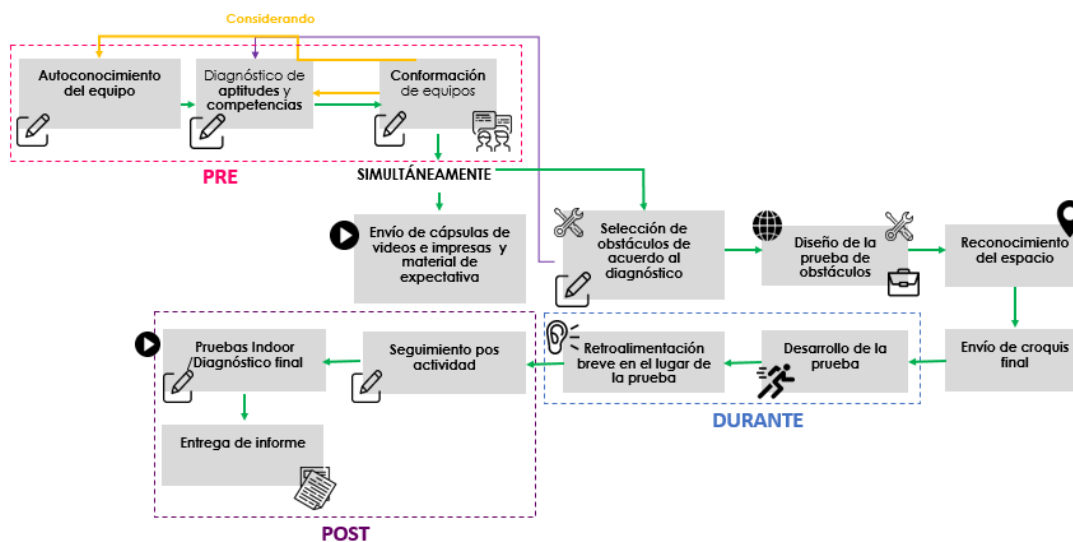 Considerando
Autoconocimiento
del equipo
Diagnóstico de
aptitudes y
competencias
Conformación
de equipos
PRE
SIMULTÁNEAMENTE
Envío de cápsulas de
videos e impresas y
material de
expectativa
Selección de
obstáculos de
acuerdo al
diagnóstico
Diseño de la
prueba de
obstáculos
Reconocimiento
del espacio
Envío de croquis
final
Desarrollo de la
prueba
Retroalimentación
breve en el lugar de
la prueba
DURANTE
Seguimiento pos
actividad
Pruebas Indoor
/Diagnóstico final
Entrega de informe
POST